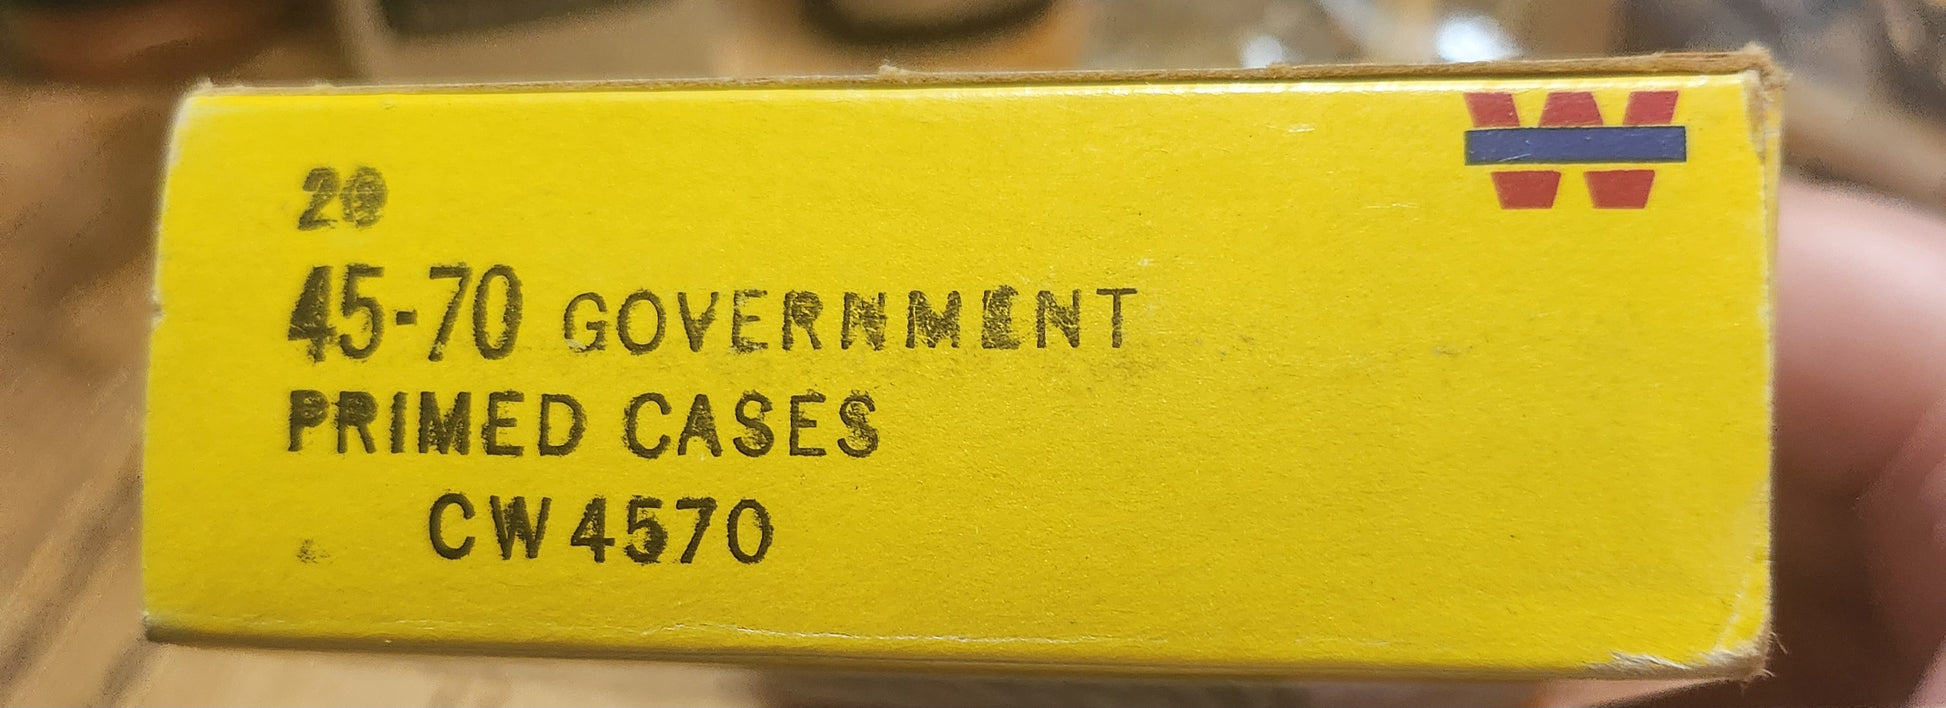 W
20
45-70 GOVERNMENT
PRIMED CASES
CW4570